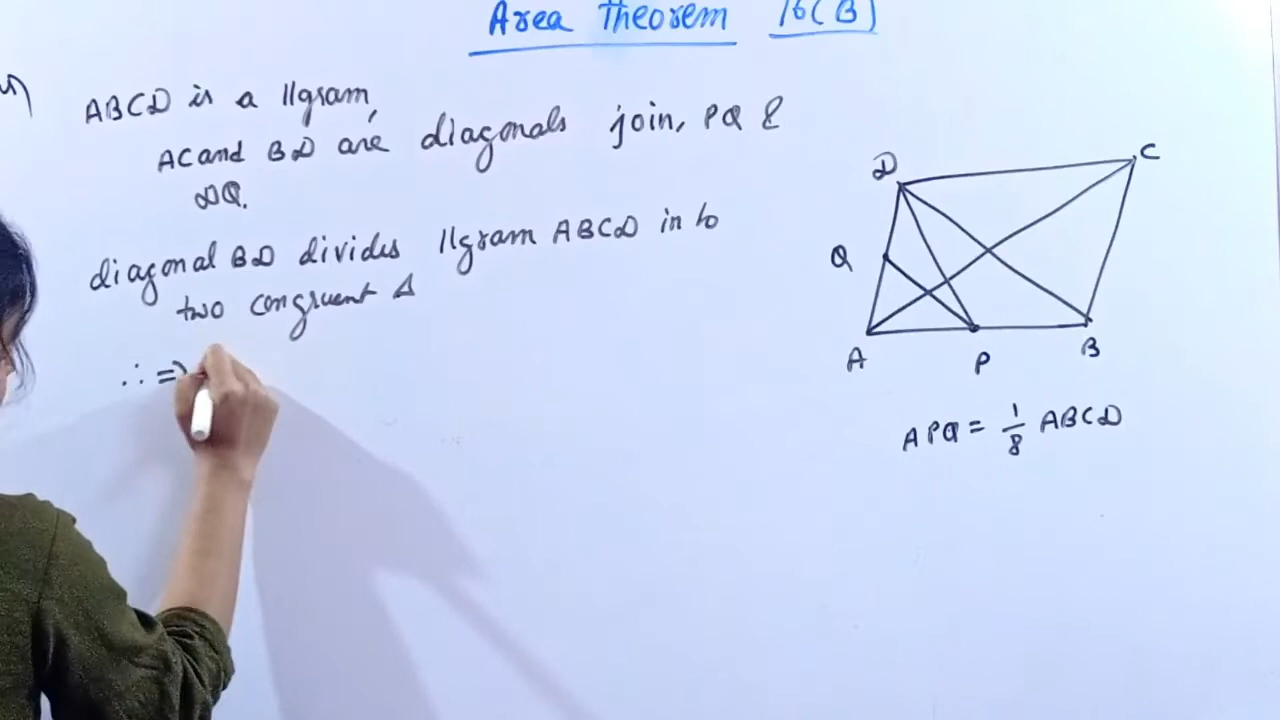 Area Theorem 16(B)
ABCD is a llgram,
AC and BD are diagonals join, PQ &
DQ.
diagonal BD divides llgram ABCD in to
two congruent Δ
∴ ⇒
D
C
Q
A
P
B
APQ = 1/8 ABCD